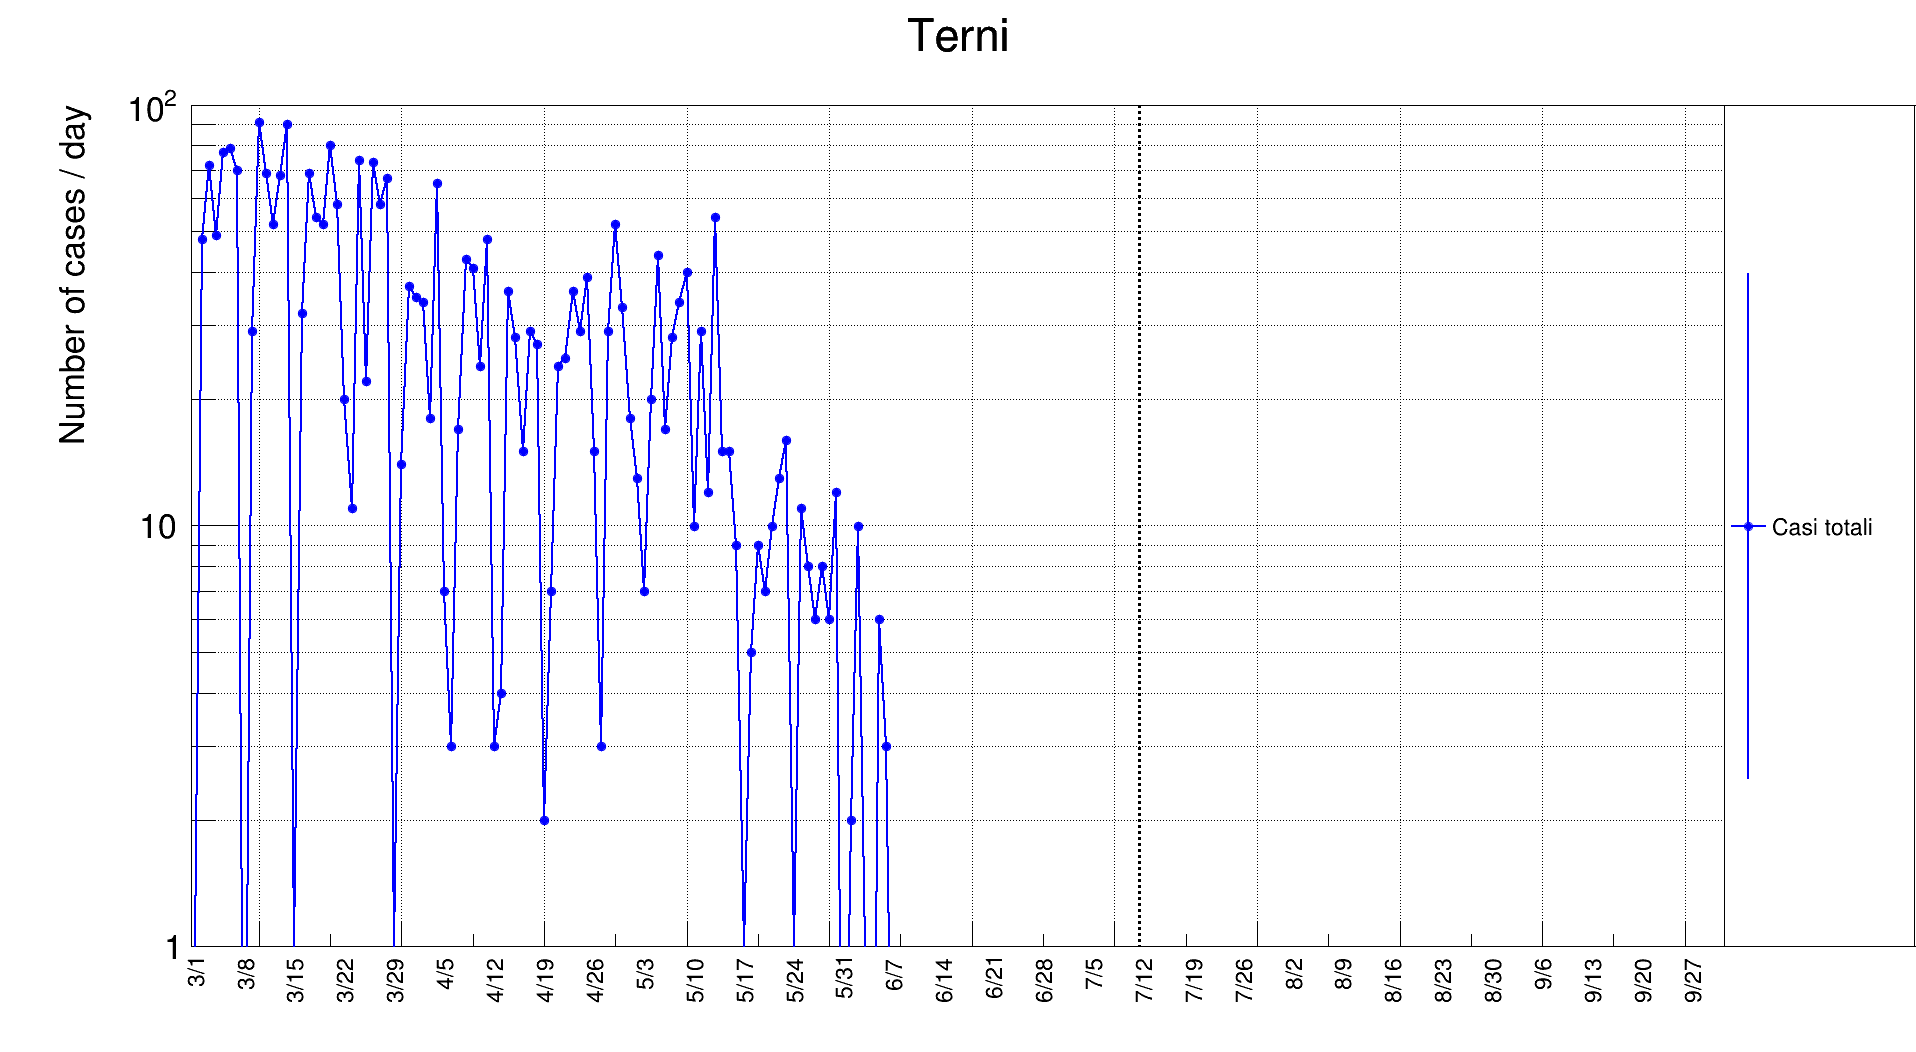 Terni
Number of cases / day
10²
10
1
3/1 3/8 3/15 3/22 3/29 4/5 4/12 4/19 4/26 5/3 5/10 5/17 5/24 5/31 6/7 6/14 6/21 6/28 7/5 7/12 7/19 7/26 8/2 8/9 8/16 8/23 8/30 9/6 9/13 9/20 9/27
Casi totali